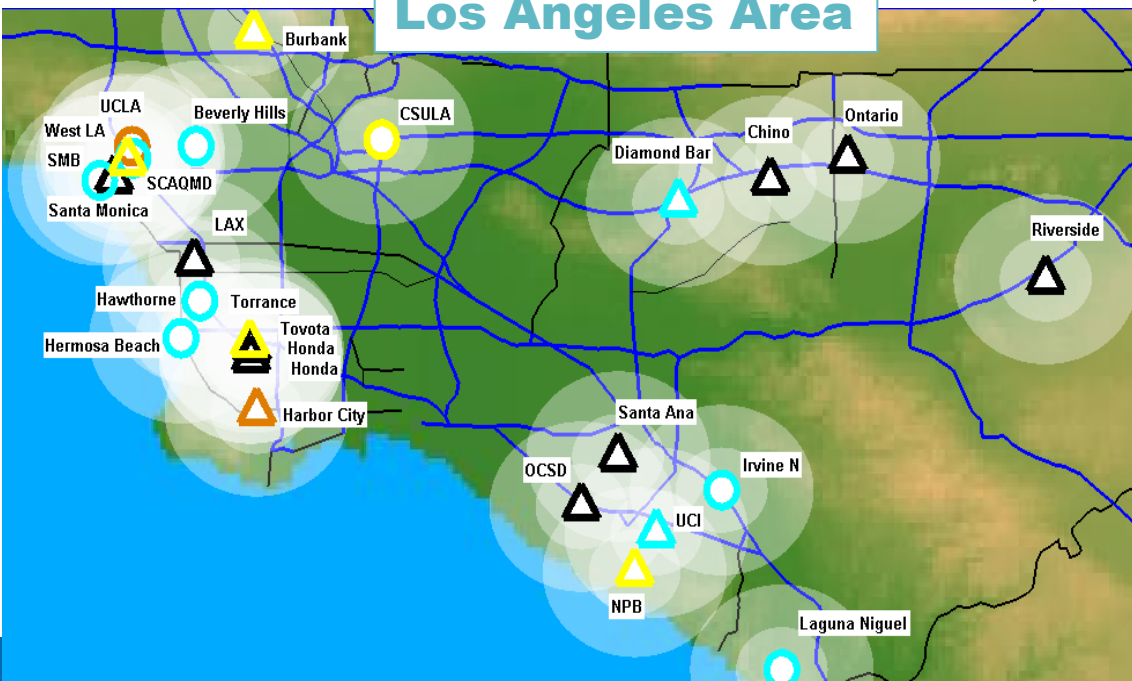 Los Angeles Area
Burbank
UCLA
Beverly Hills
CSULA
West LA
Chino
Ontario
SMB
Diamond Bar
SCAQMD
Santa Monica
LAX
Riverside
Hawthorne
Torrance
Tovota
Hermosa Beach
Honda
Honda
Harbor City
Santa Ana
OCSD
Irvine N
UCI
NPB
Laguna Niguel